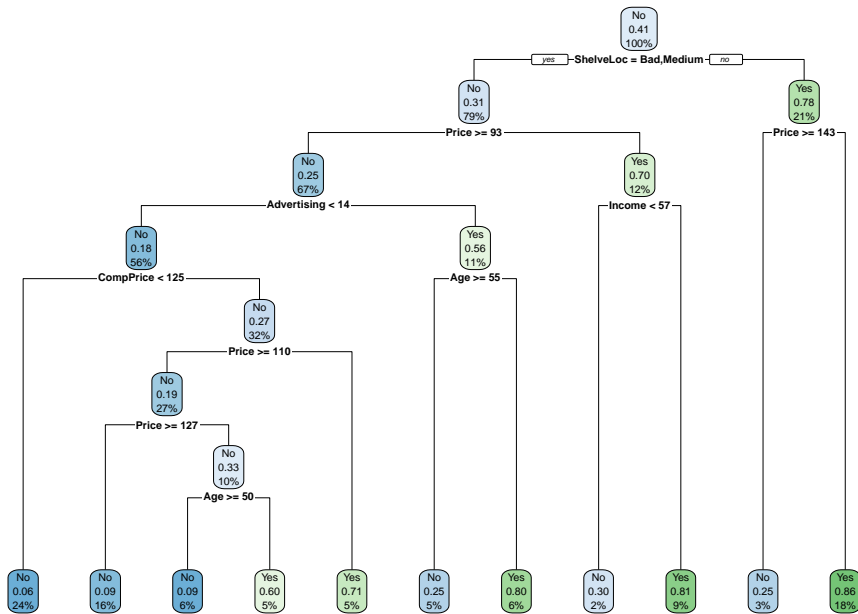 No
0.41
100%
yes ShelveLoc = Bad,Medium no
No
0.31
79%
Yes
0.78
21%
Price >= 93
Price >= 143
No
0.25
67%
Yes
0.70
12%
Advertising < 14
Income < 57
No
0.18
56%
Yes
0.56
11%
CompPrice < 125
Age >= 55
No
0.27
32%
Price >= 110
No
0.19
27%
Price >= 127
No
0.33
10%
Age >= 50
No
0.06
24%
No
0.09
16%
No
0.09
6%
Yes
0.60
5%
Yes
0.71
5%
No
0.25
5%
Yes
0.80
6%
No
0.30
2%
Yes
0.81
9%
No
0.25
3%
Yes
0.86
18%